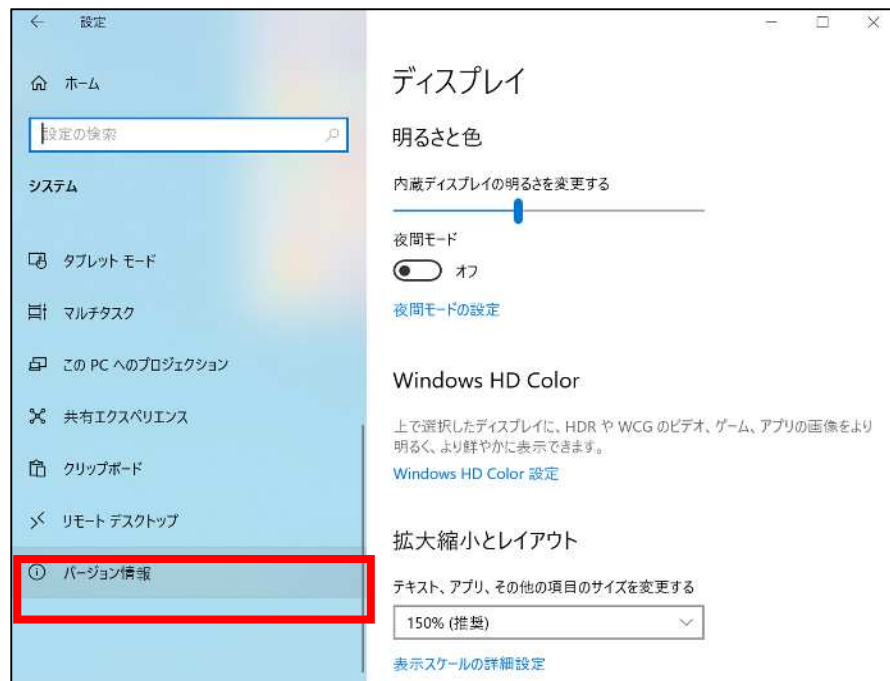 設定
ホーム
設定の検索
システム
タブレット モード
マルチタスク
この PC へのプロジェクション
共有エクスペリエンス
クリップボード
リモート デスクトップ
バージョン情報
ディスプレイ
明るさと色
内蔵ディスプレイの明るさを変更する
夜間モード
オフ
夜間モードの設定
Windows HD Color
上で選択したディスプレイに、HDR や WCG のビデオ、ゲーム、アプリの画像をより
明るく、より鮮やかに表示できます。
Windows HD Color 設定
拡大縮小とレイアウト
テキスト、アプリ、その他の項目のサイズを変更する
150% (推奨)
表示スケールの詳細設定